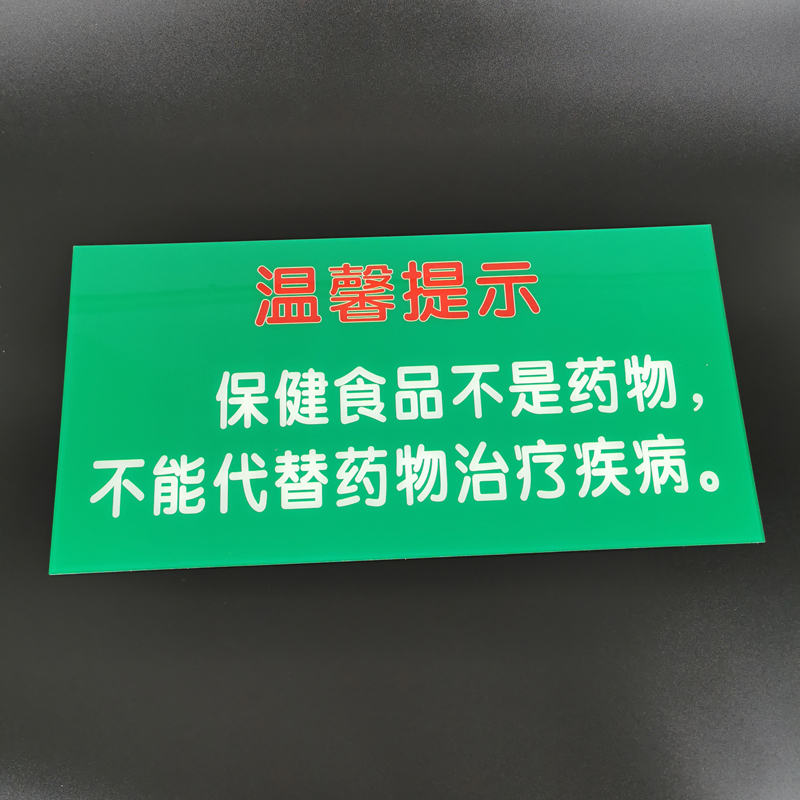 温馨提示
保健食品不是药物，
不能代替药物治疗疾病。